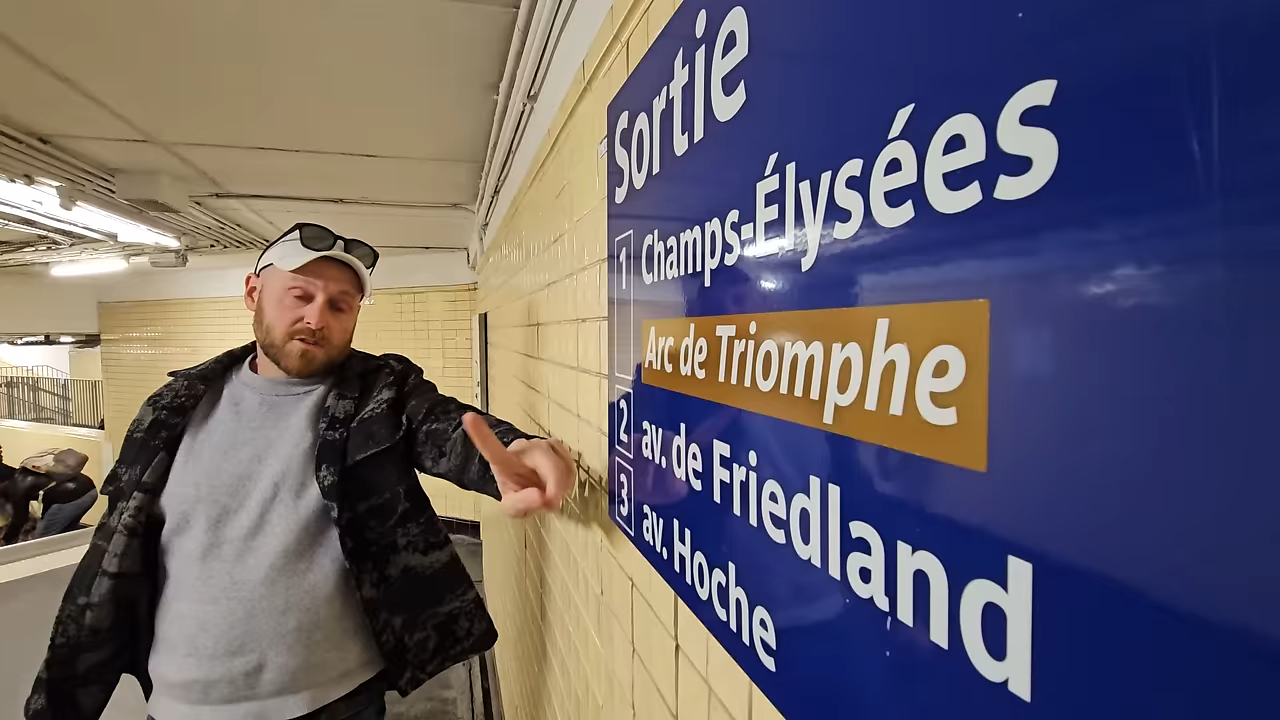 Sortie
1 Champs-Élysées
Arc de Triomphe
2 av. de Friedland
3 av. Hoche